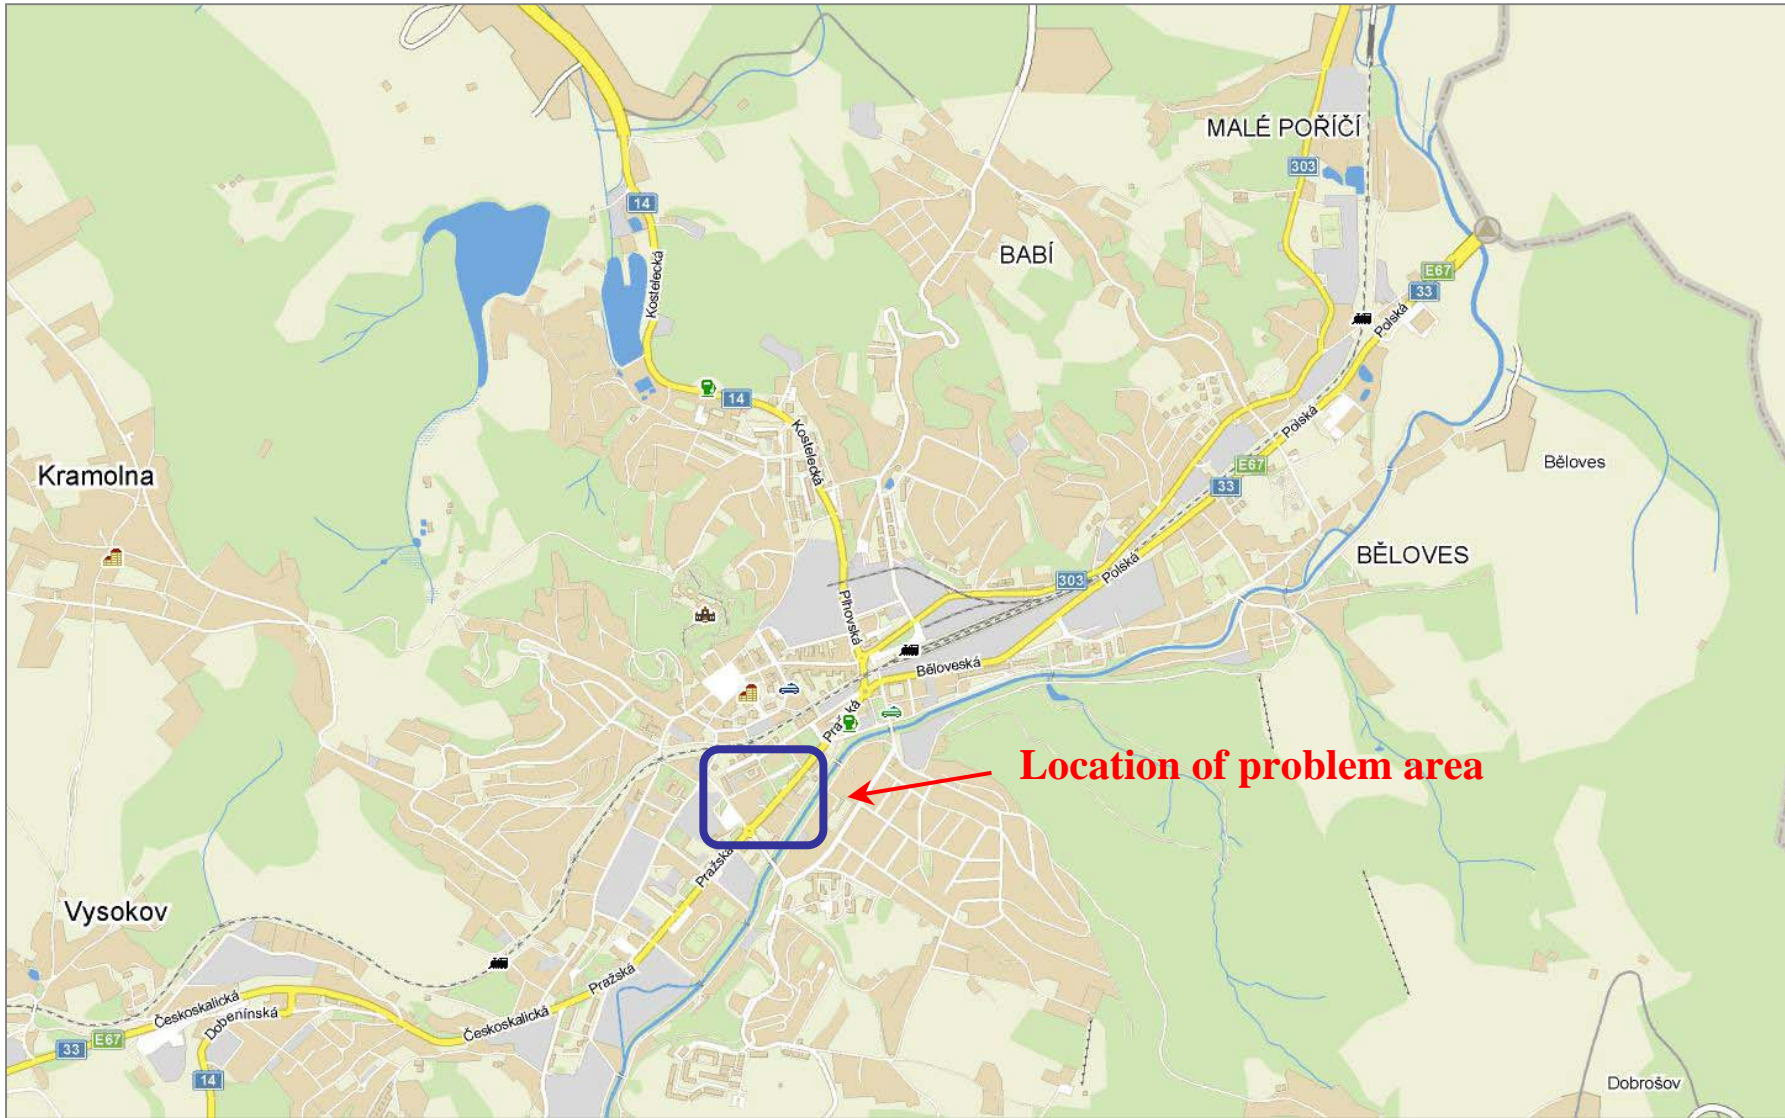 MALÉ POŘÍČÍ
303
14
BABÍ
Kostelecká
E67
33
Polská
14
Kostelecká
Polská
Kramolna
E67
33
Běloves
BĚLOVES
303
Polská
Plhovská
Běloveská
Pražská
Location of problem area
Pražská
Vysokov
Pražská
Českoskalická
Dobenínská
Českoskalická
33
E67
14
Dobrošov